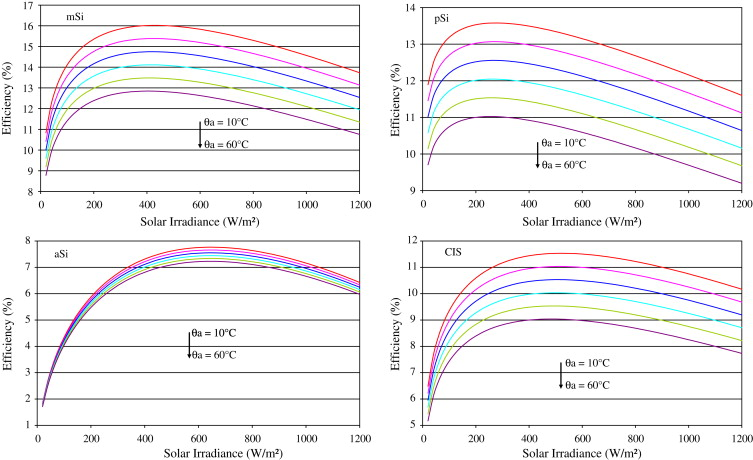 mSi
Efficiency (%)
17
16
15
14
13
12
11
10
9
8
θa = 10°C
θa = 60°C
0 200 400 600 800 1000 1200
Solar Irradiance (W/m²)
pSi
Efficiency (%)
14
13
12
11
10
9
θa = 10°C
θa = 60°C
0 200 400 600 800 1000 1200
Solar Irradiance (W/m²)
aSi
Efficiency (%)
8
7
6
5
4
3
2
1
θa = 10°C
θa = 60°C
0 200 400 600 800 1000 1200
Solar Irradiance (W/m²)
CIS
Efficiency (%)
12
11
10
9
8
7
6
5
θa = 10°C
θa = 60°C
0 200 400 600 800 1000 1200
Solar Irradiance (W/m²)